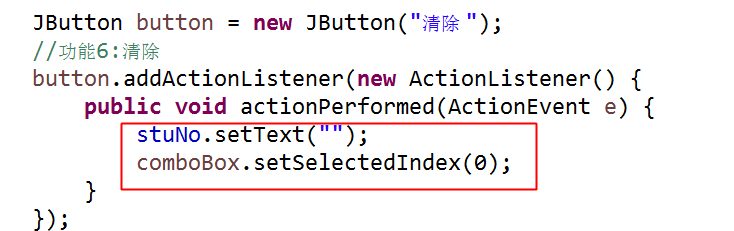 JButton button = new JButton("清除");
//功能6:清除
button.addActionListener(new ActionListener() {
public void actionPerformed(ActionEvent e) {
stuNo.setText("");
comboBox.setSelectedIndex(0);
}
});